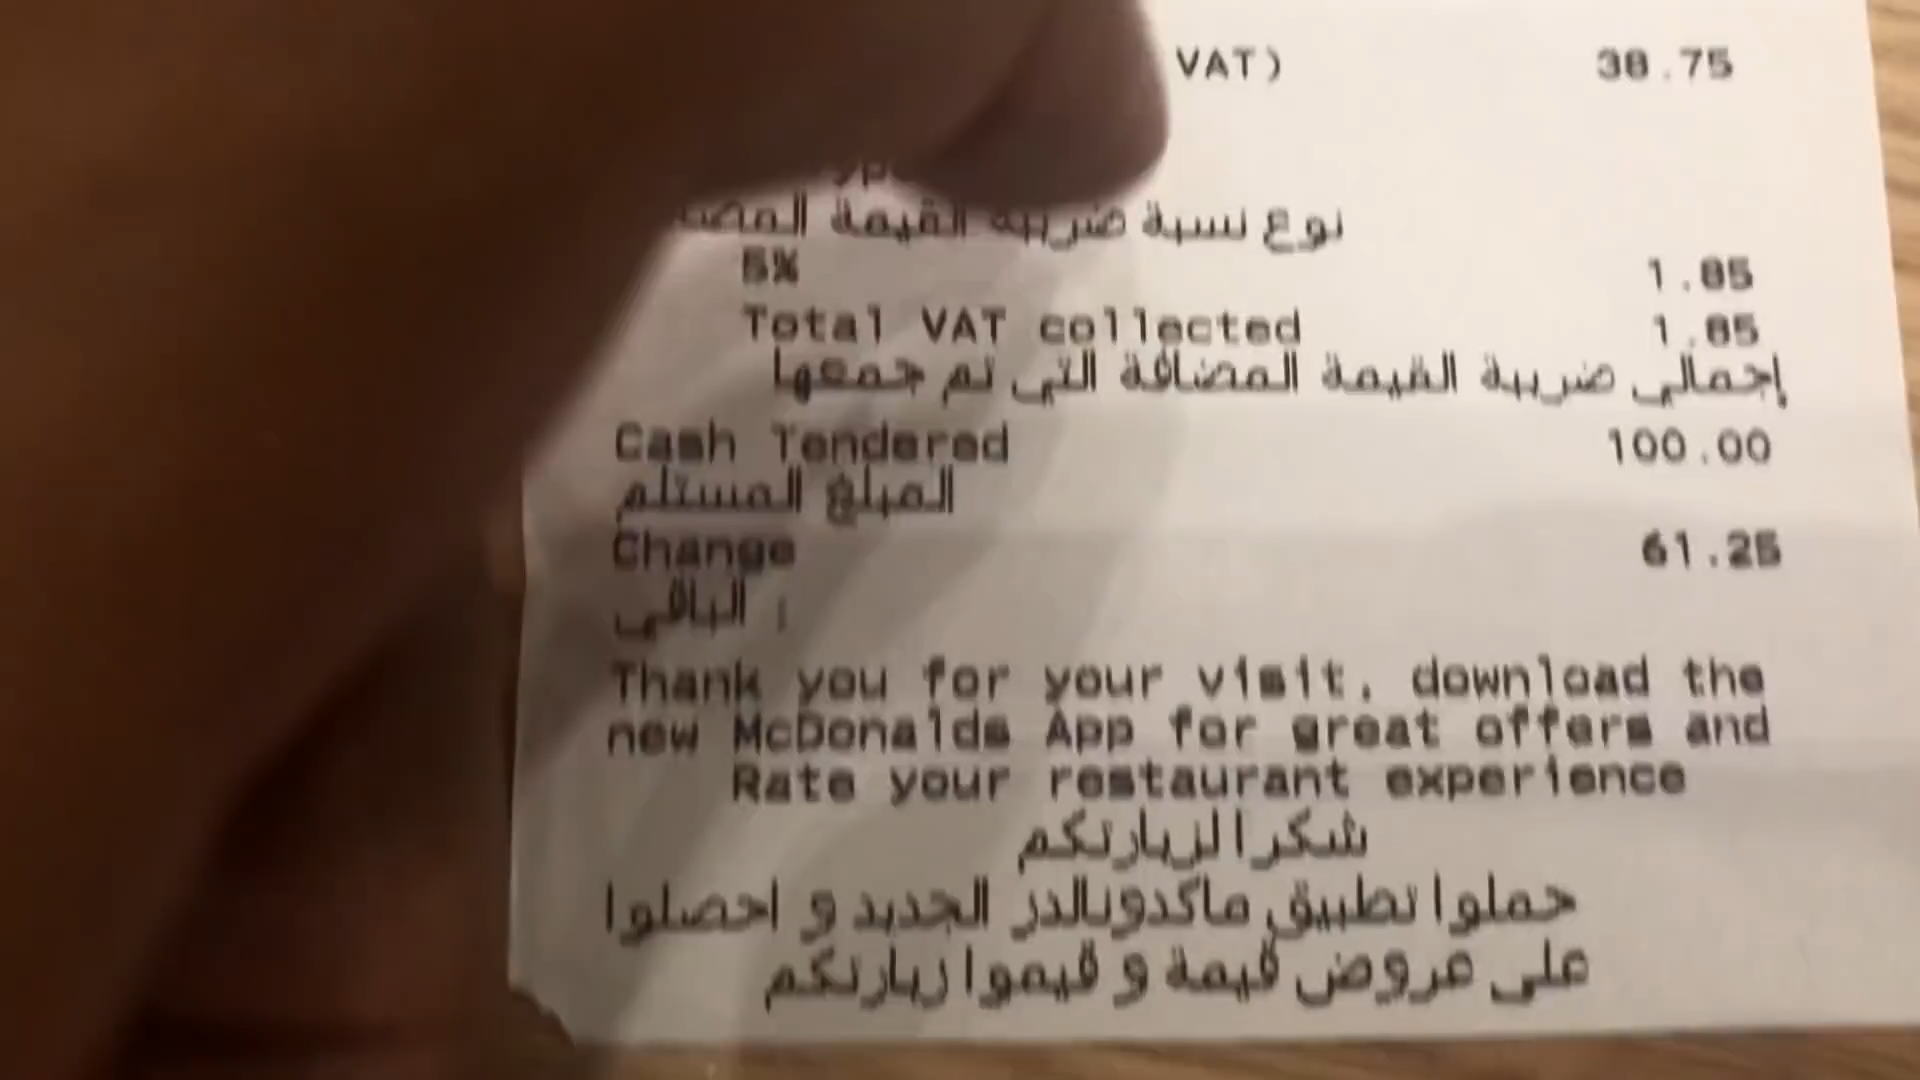 VAT) 38.75
نوع نسبة ضريبة القيمة
5% 1.85
Total VAT collected 1.85
إجمالي ضريبة القيمة المضافة التي تم جمعها
Cash Tendered 100.00
المبلغ المستلم
Change 61.25
الباقي :
Thank you for your visit. download the
new McDonalds App for great offers and
Rate your restaurant experience
شكرا لزيارتكم
حملوا تطبيق ماكدونالدز الجديد و احصلوا
على عروض قيمة و قيموا زيارتكم